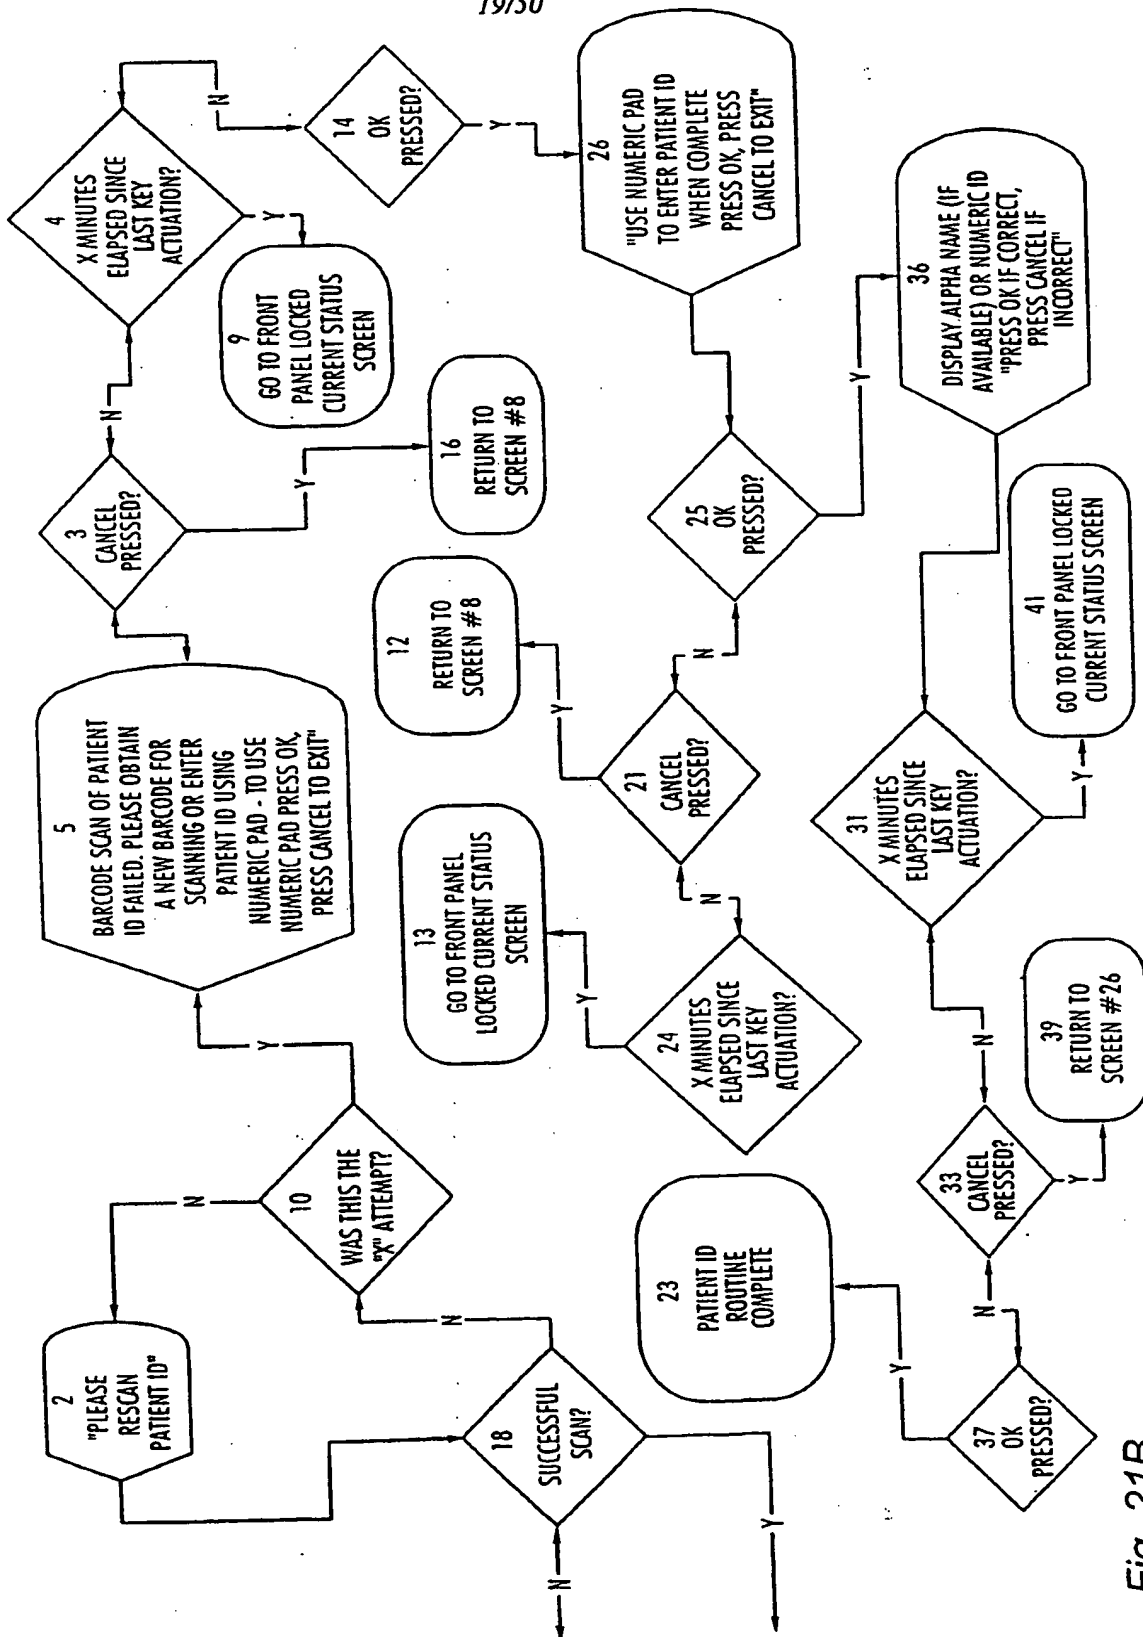 19/50
2
"PLEASE
RESCAN
PATIENT ID"
18
SUCCESSFUL
SCAN?
N
Y
N
10
WAS THIS THE
"X" ATTEMPT?
N
Y
5
BARCODE SCAN OF PATIENT
ID FAILED. PLEASE OBTAIN
A NEW BARCODE FOR
SCANNING OR ENTER
PATIENT ID USING
NUMERIC PAD - TO USE
NUMERIC PAD PRESS OK,
PRESS CANCEL TO EXIT"
3
CANCEL
PRESSED?
N
Y
16
RETURN TO
SCREEN #8
4
X MINUTES
ELAPSED SINCE
LAST KEY
ACTUATION?
Y
N
9
GO TO FRONT
PANEL LOCKED
CURRENT STATUS
SCREEN
14
OK
PRESSED?
Y
26
"USE NUMERIC PAD
TO ENTER PATIENT ID
WHEN COMPLETE
PRESS OK, PRESS
CANCEL TO EXIT"
25
OK
PRESSED?
N
Y
21
CANCEL
PRESSED?
Y
N
12
RETURN TO
SCREEN #8
24
X MINUTES
ELAPSED SINCE
LAST KEY
ACTUATION?
Y
13
GO TO FRONT PANEL
LOCKED CURRENT STATUS
SCREEN
36
DISPLAY ALPHA NAME (IF
AVAILABLE) OR NUMERIC ID
"PRESS OK IF CORRECT,
PRESS CANCEL IF
INCORRECT"
31
X MINUTES
ELAPSED SINCE
LAST KEY
ACTUATION?
Y
N
41
GO TO FRONT PANEL LOCKED
CURRENT STATUS SCREEN
33
CANCEL
PRESSED?
Y
N
39
RETURN TO
SCREEN #26
37
OK
PRESSED?
Y
23
PATIENT ID
ROUTINE
COMPLETE
Fig. 21B